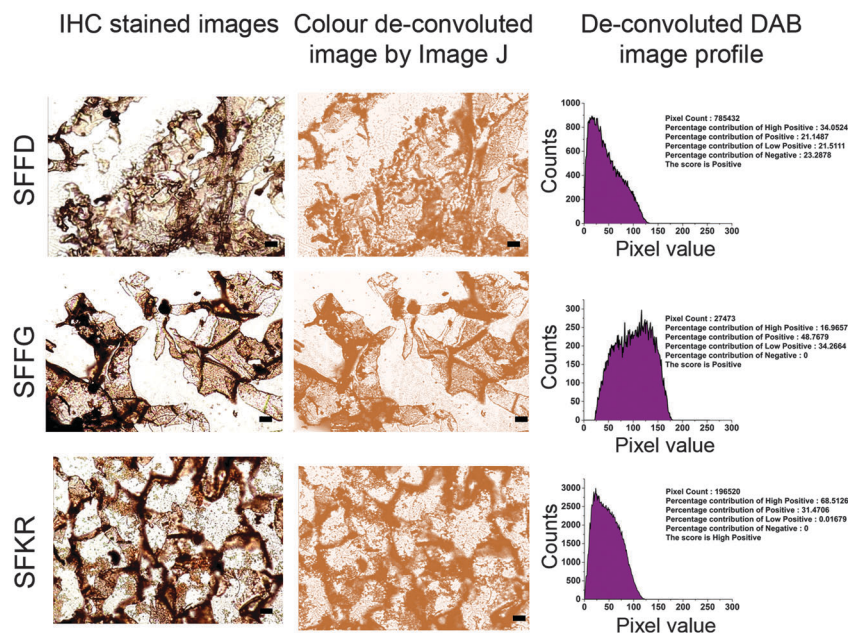 IHC stained images
Colour de-convoluted
image by Image J
De-convoluted DAB
image profile
SFFD
Counts
1000
800
600
400
200
0
0 50 100 150 200 250 300
Pixel value
Pixel Count : 785432
Percentage contribution of High Positive : 34.0524
Percentage contribution of Positive : 21.1487
Percentage contribution of Low Positive : 21.5111
Percentage contribution of Negative : 23.2878
The score is Positive
SFFG
Counts
300
250
200
150
100
50
0
0 50 100 150 200 250 300
Pixel value
Pixel Count : 27473
Percentage contribution of High Positive : 16.9657
Percentage contribution of Positive : 48.7679
Percentage contribution of Low Positive : 34.2664
Percentage contribution of Negative : 0
The score is Positive
SFKR
Counts
3000
2500
2000
1500
1000
500
0
0 50 100 150 200 250 300
Pixel value
Pixel Count : 196520
Percentage contribution of High Positive : 68.5126
Percentage contribution of Positive : 31.4706
Percentage contribution of Low Positive : 0.01679
Percentage contribution of Negative : 0
The score is High Positive